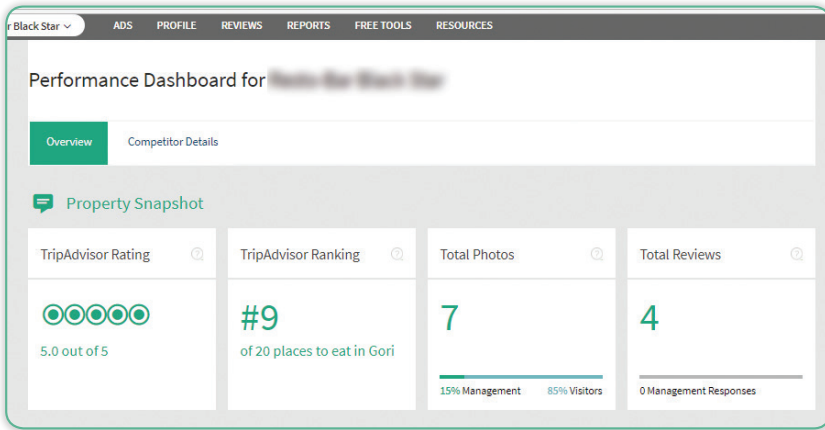 r Black Star ADS PROFILE REVIEWS REPORTS FREE TOOLS RESOURCES
Performance Dashboard for
Overview Competitor Details
Property Snapshot
TripAdvisor Rating ? TripAdvisor Ranking ? Total Photos ? Total Reviews ?
#9 7 4
5.0 out of 5 of 20 places to eat in Gori
15% Management 85% Visitors 0 Management Responses